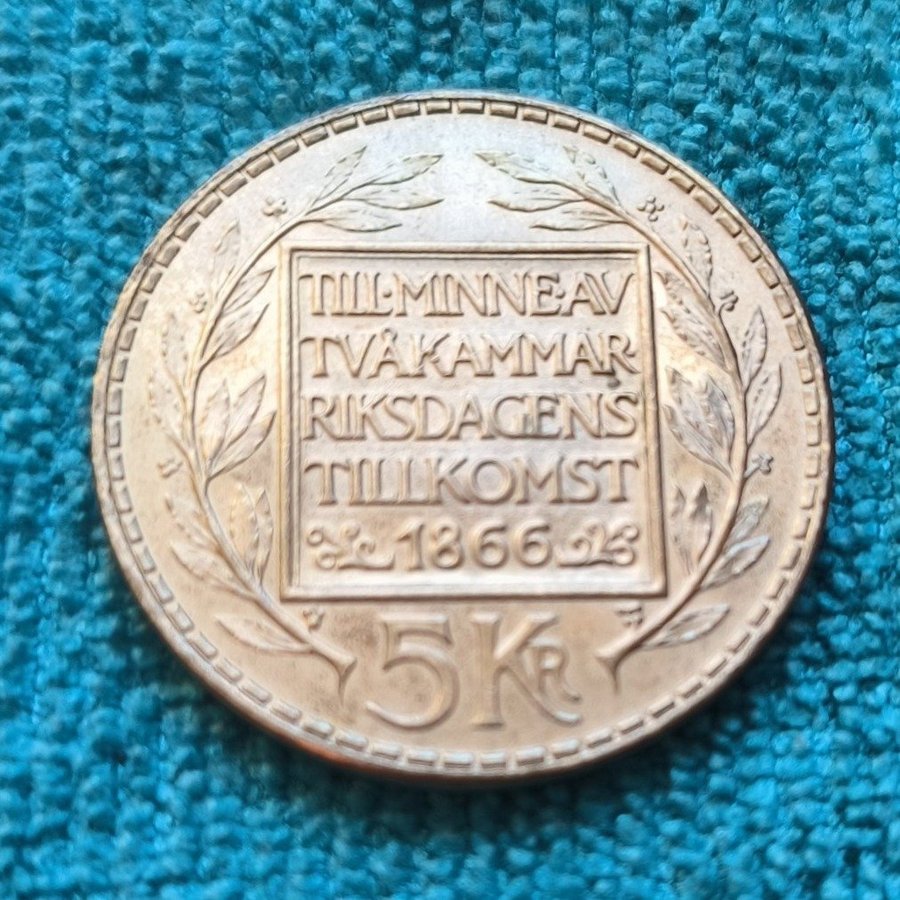 TILL·MINNE·AV
TVÅKAMMAR
RIKSDAGENS
TILLKOMST
1866
5 KR